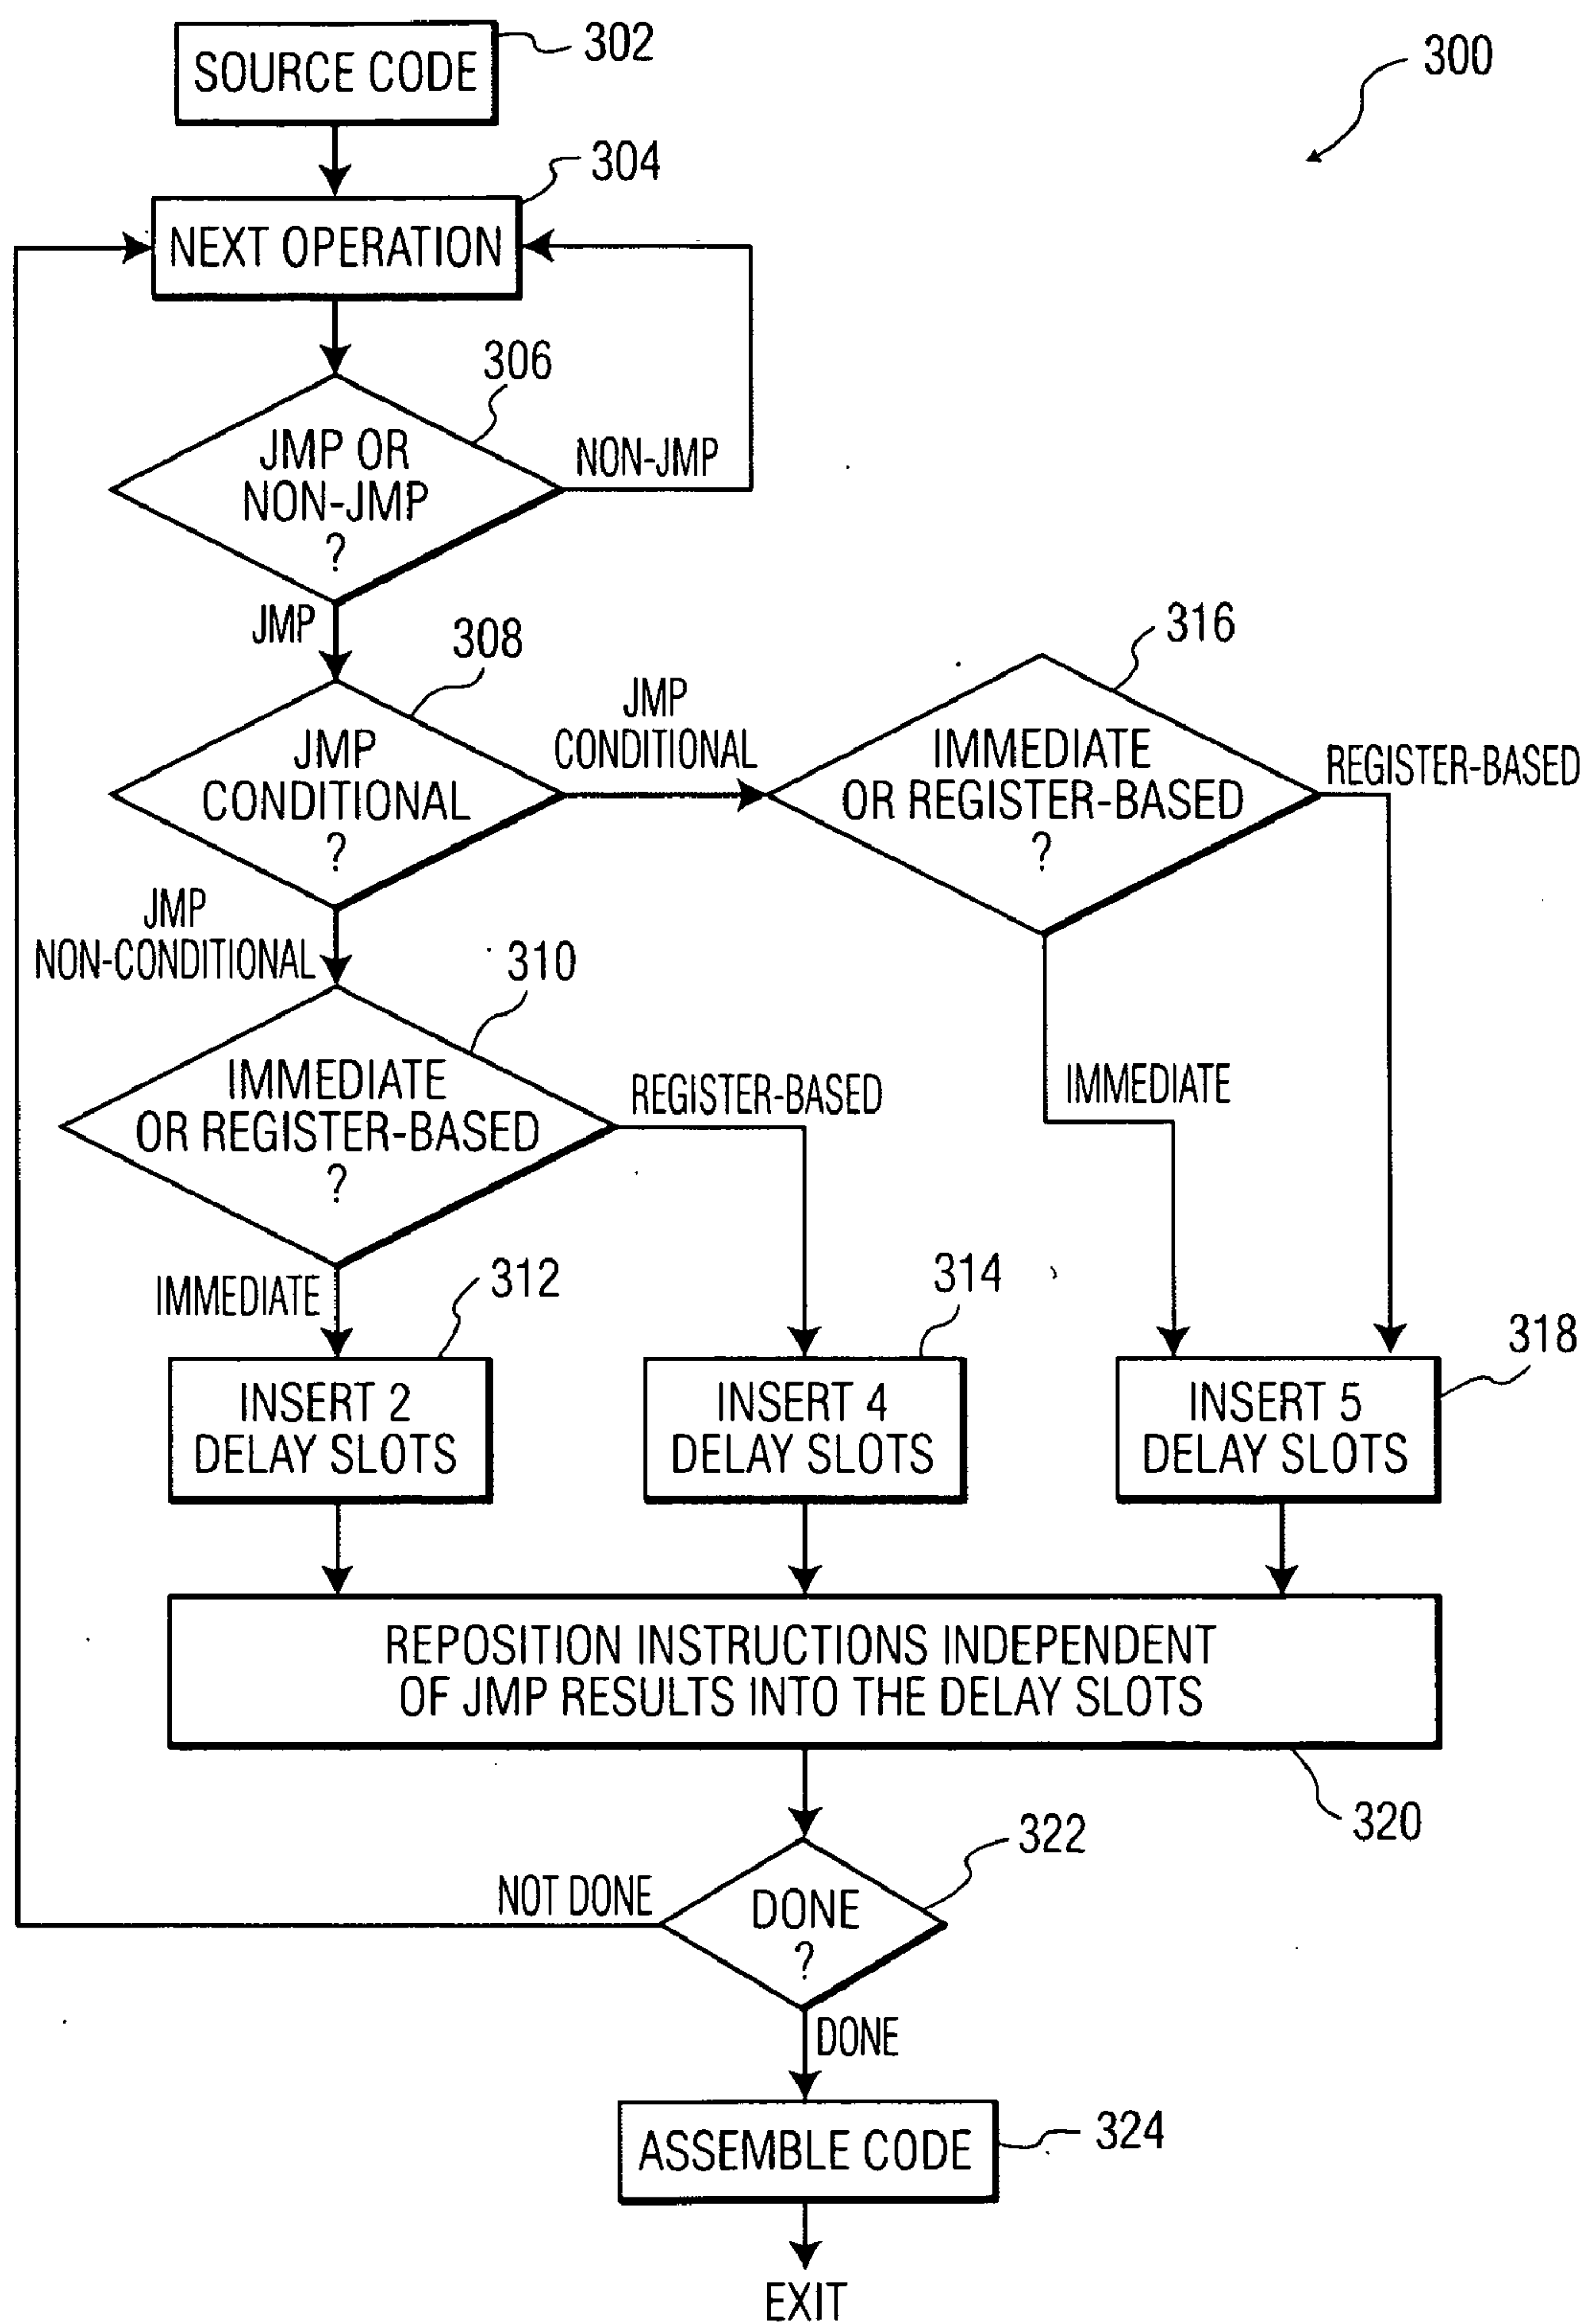 302
SOURCE CODE
300
304
NEXT OPERATION
306
JMP OR
NON-JMP
?
NON-JMP
JMP
308
JMP
CONDITIONAL
?
JMP
CONDITIONAL
316
IMMEDIATE
OR REGISTER-BASED
?
REGISTER-BASED
JMP
NON-CONDITIONAL
310
IMMEDIATE
OR REGISTER-BASED
?
REGISTER-BASED
IMMEDIATE
IMMEDIATE
312
314
318
INSERT 2
DELAY SLOTS
INSERT 4
DELAY SLOTS
INSERT 5
DELAY SLOTS
REPOSITION INSTRUCTIONS INDEPENDENT
OF JMP RESULTS INTO THE DELAY SLOTS
320
322
NOT DONE
DONE
?
DONE
ASSEMBLE CODE
324
EXIT